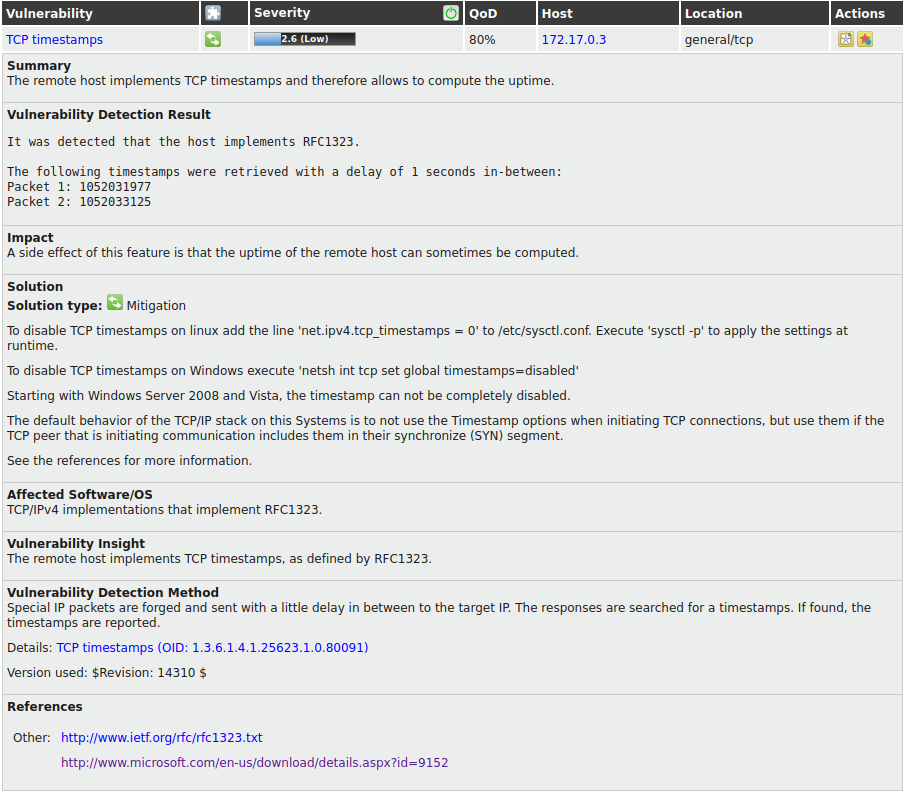 Vulnerability Severity QoD Host Location Actions
TCP timestamps 2.6 (Low) 80% 172.17.0.3 general/tcp
Summary
The remote host implements TCP timestamps and therefore allows to compute the uptime.
Vulnerability Detection Result
It was detected that the host implements RFC1323.
The following timestamps were retrieved with a delay of 1 seconds in-between:
Packet 1: 1052031977
Packet 2: 1052033125
Impact
A side effect of this feature is that the uptime of the remote host can sometimes be computed.
Solution
Solution type: Mitigation
To disable TCP timestamps on linux add the line 'net.ipv4.tcp_timestamps = 0' to /etc/sysctl.conf. Execute 'sysctl -p' to apply the settings at
runtime.
To disable TCP timestamps on Windows execute 'netsh int tcp set global timestamps=disabled'
Starting with Windows Server 2008 and Vista, the timestamp can not be completely disabled.
The default behavior of the TCP/IP stack on this Systems is to not use the Timestamp options when initiating TCP connections, but use them if the
TCP peer that is initiating communication includes them in their synchronize (SYN) segment.
See the references for more information.
Affected Software/OS
TCP/IPv4 implementations that implement RFC1323.
Vulnerability Insight
The remote host implements TCP timestamps, as defined by RFC1323.
Vulnerability Detection Method
Special IP packets are forged and sent with a little delay in between to the target IP. The responses are searched for a timestamps. If found, the
timestamps are reported.
Details: TCP timestamps (OID: 1.3.6.1.4.1.25623.1.0.80091)
Version used: $Revision: 14310 $
References
Other: http://www.ietf.org/rfc/rfc1323.txt
http://www.microsoft.com/en-us/download/details.aspx?id=9152